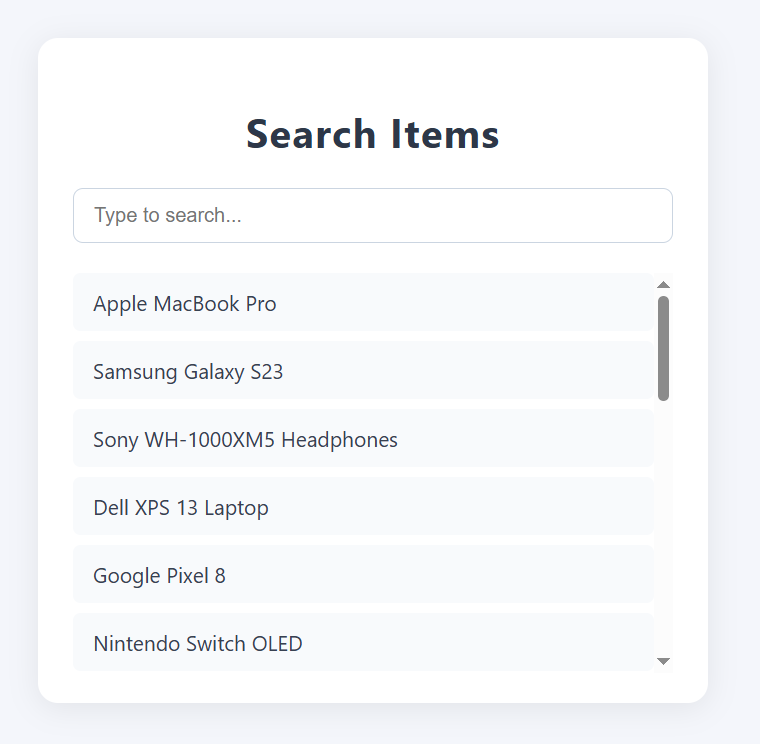 Search Items
Type to search...
Apple MacBook Pro
Samsung Galaxy S23
Sony WH-1000XM5 Headphones
Dell XPS 13 Laptop
Google Pixel 8
Nintendo Switch OLED